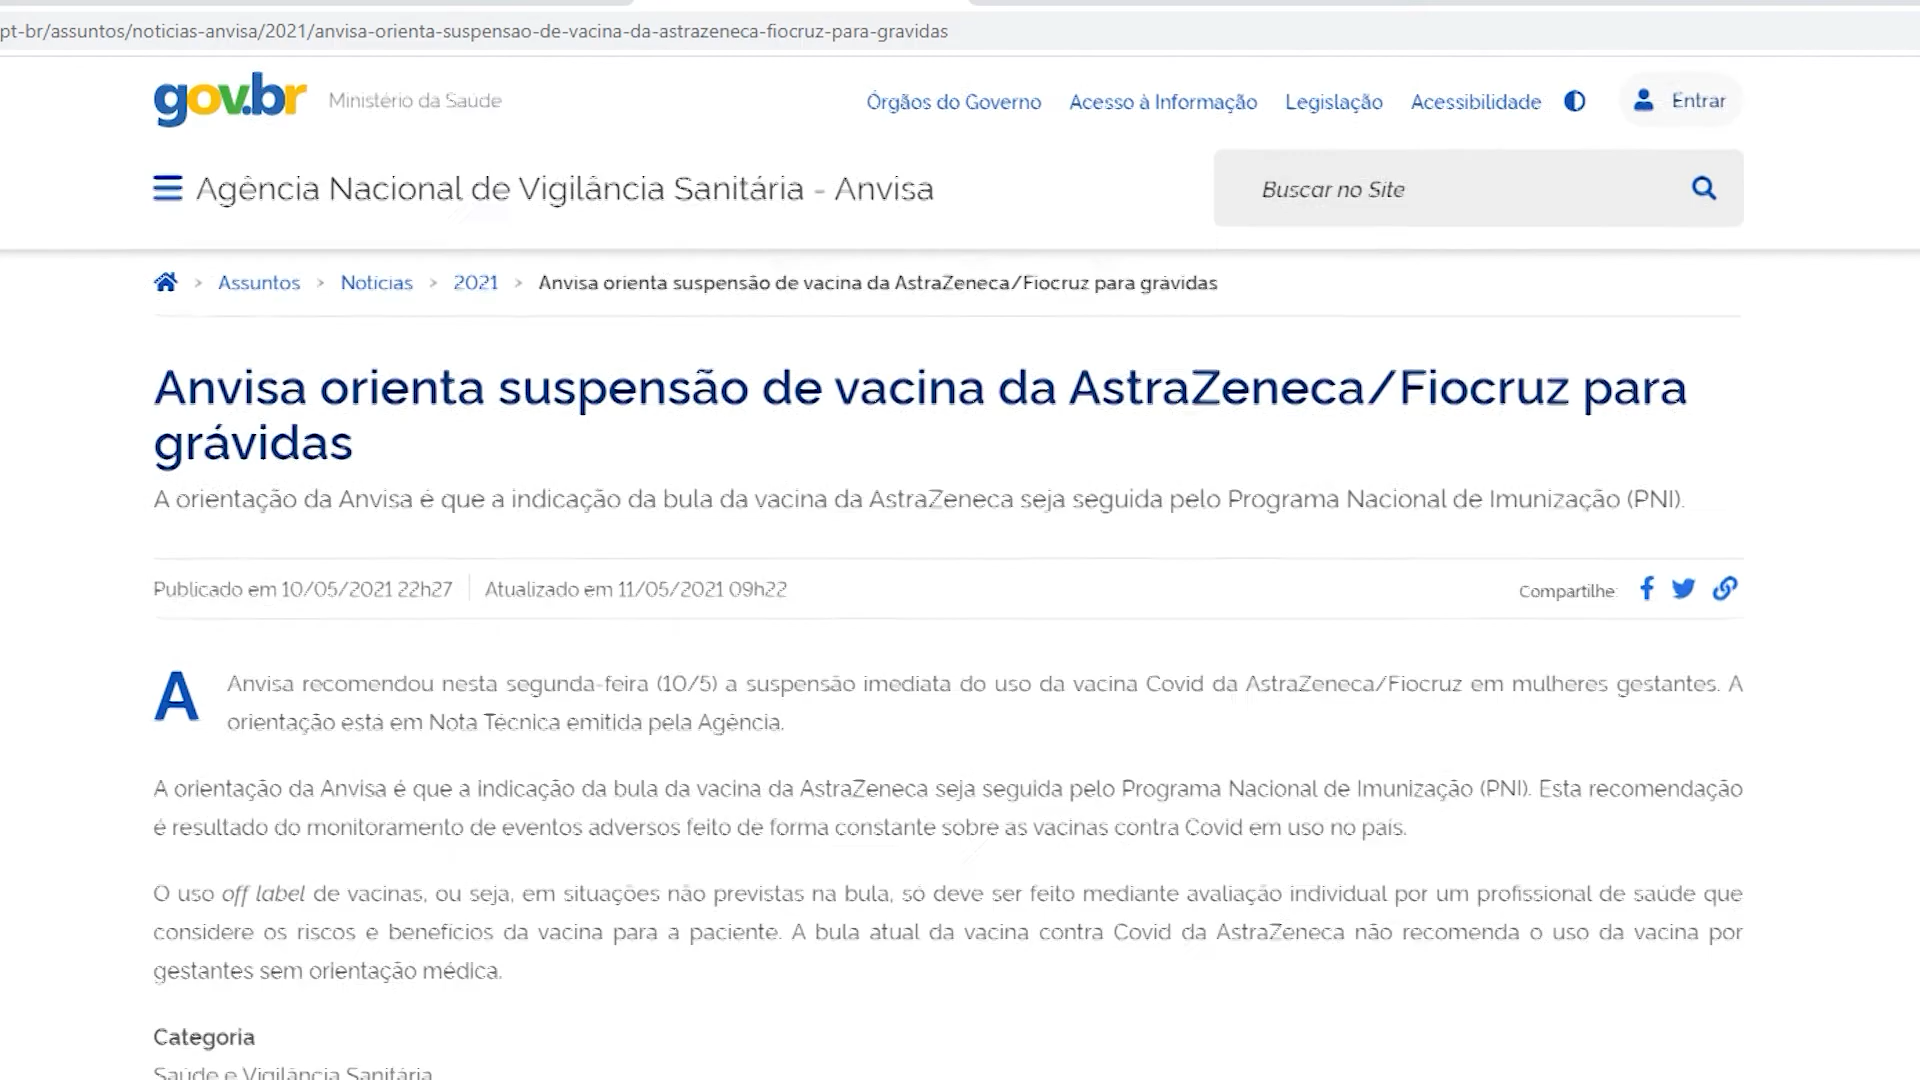 pt-br/assuntos/noticias-anvisa/2021/anvisa-orienta-suspensao-de-vacina-da-astrazeneca-fiocruz-para-gravidas
gov.br Ministério da Saúde Órgãos do Governo Acesso à Informação Legislação Acessibilidade Entrar
Agência Nacional de Vigilância Sanitária - Anvisa Buscar no Site
> Assuntos > Notícias > 2021 > Anvisa orienta suspensão de vacina da AstraZeneca/Fiocruz para grávidas
Anvisa orienta suspensão de vacina da AstraZeneca/Fiocruz para
grávidas
A orientação da Anvisa é que a indicação da bula da vacina da AstraZeneca seja seguida pelo Programa Nacional de Imunização (PNI).
Publicado em 10/05/2021 22h27 Atualizado em 11/05/2021 09h22 Compartilhe:
A Anvisa recomendou nesta segunda-feira (10/5) a suspensão imediata do uso da vacina Covid da AstraZeneca/Fiocruz em mulheres gestantes. A
orientação está em Nota Técnica emitida pela Agência.
A orientação da Anvisa é que a indicação da bula da vacina da AstraZeneca seja seguida pelo Programa Nacional de Imunização (PNI). Esta recomendação
é resultado do monitoramento de eventos adversos feito de forma constante sobre as vacinas contra Covid em uso no país.
O uso off label de vacinas, ou seja, em situações não previstas na bula, só deve ser feito mediante avaliação individual por um profissional de saúde que
considere os riscos e benefícios da vacina para a paciente. A bula atual da vacina contra Covid da AstraZeneca não recomenda o uso da vacina por
gestantes sem orientação médica.
Categoria
Saúde e Vigilância Sanitária